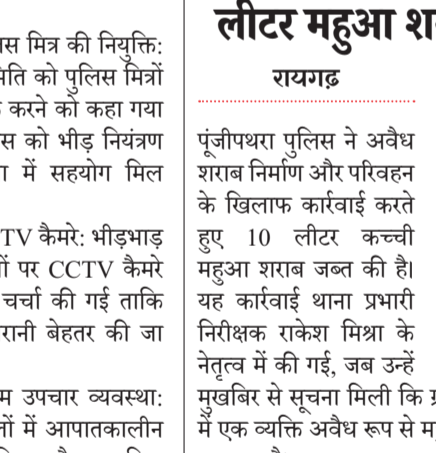 मित्र की नियुक्ति:
को पुलिस मित्रों
करने को कहा गया
को भीड़ नियंत्रण
में सहयोग मिल
TV कैमरे: भीड़भाड़
पर CCTV कैमरे
चर्चा की गई ताकि
बेहतर की जा
उपचार व्यवस्था:
में आपातकालीन
लीटर महुआ
रायगढ़
पूंजीपथरा पुलिस ने अवैध
शराब निर्माण और परिवहन
के खिलाफ कार्रवाई करते
हुए 10 लीटर कच्ची
महुआ शराब जब्त की है।
यह कार्रवाई थाना प्रभारी
निरीक्षक राकेश मिश्रा के
नेतृत्व में की गई, जब उन्हें
मुखबिर से सूचना मिली कि
में एक व्यक्ति अवैध रूप से